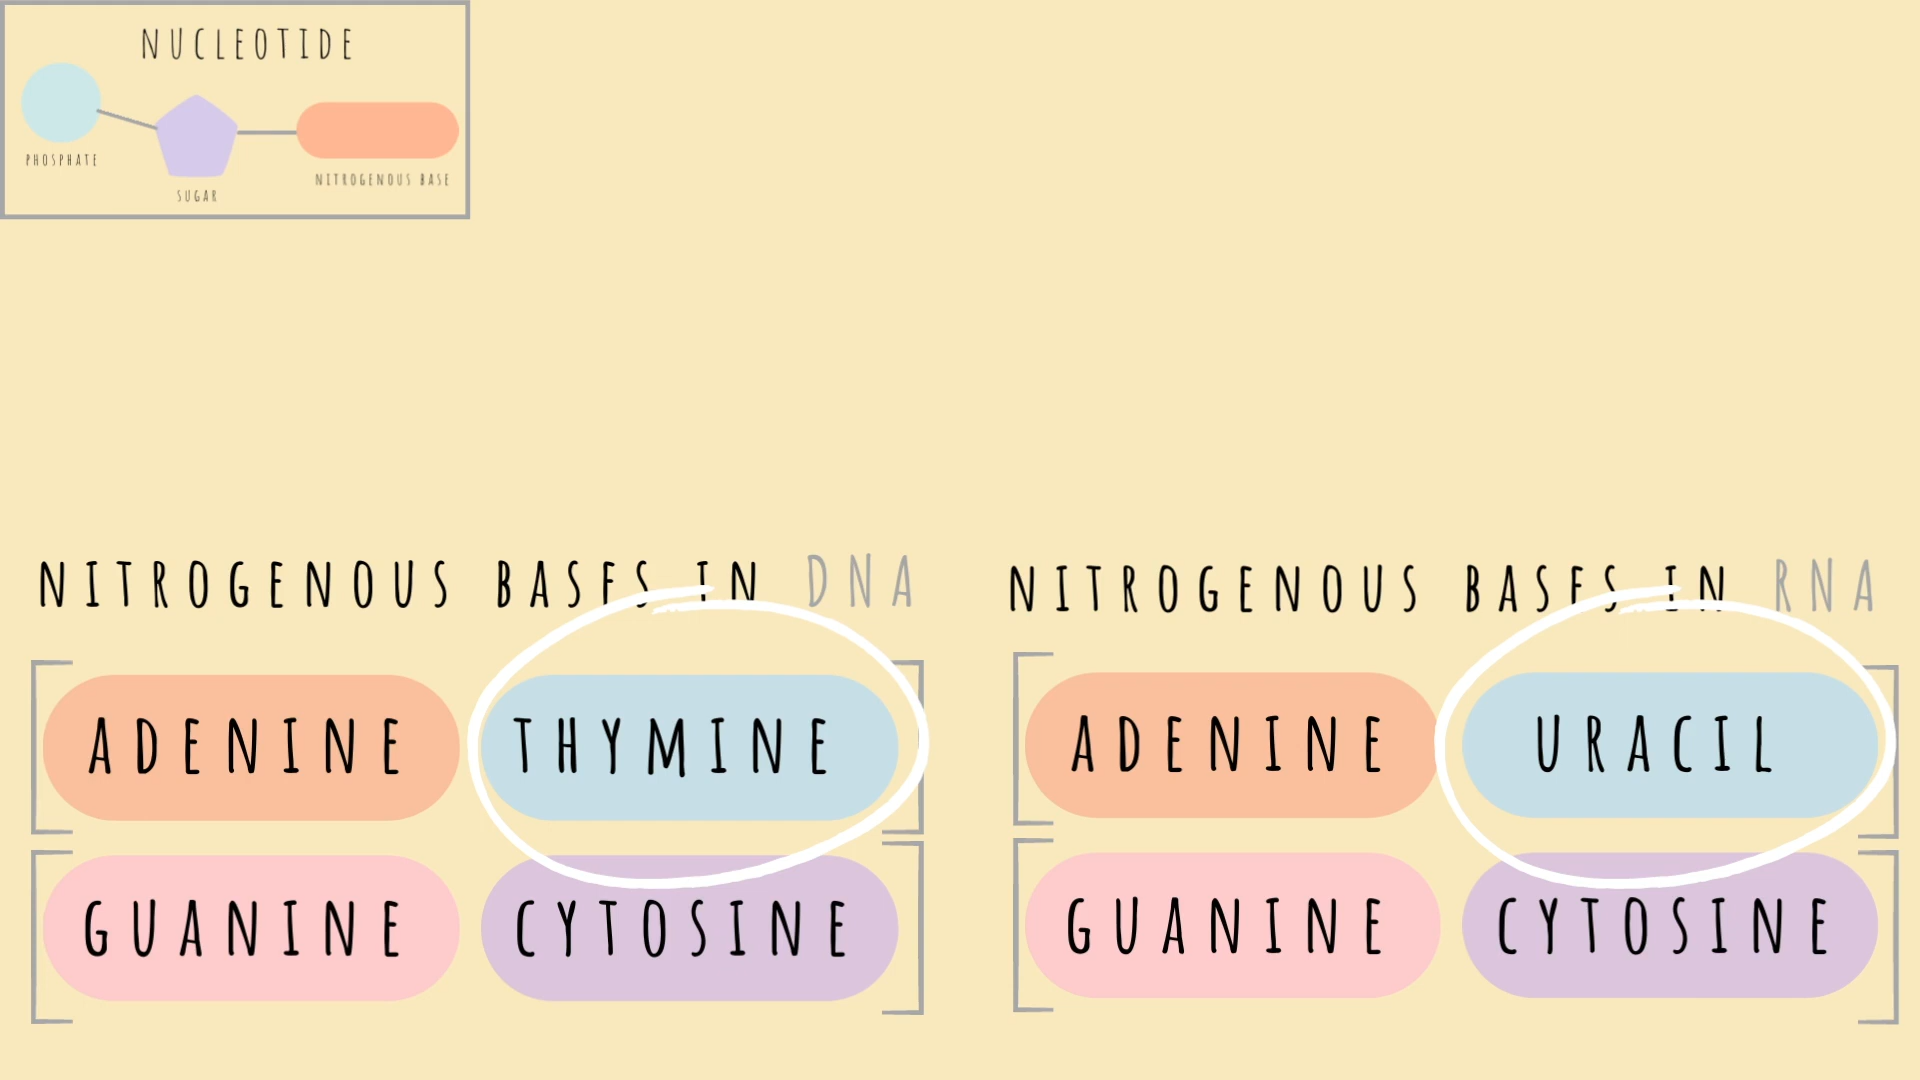 NUCLEOTIDE
PHOSPHATE
SUGAR
NITROGENOUS BASE
NITROGENOUS BASES IN DNA
ADENINE THYMINE
GUANINE CYTOSINE
NITROGENOUS BASES IN RNA
ADENINE URACIL
GUANINE CYTOSINE